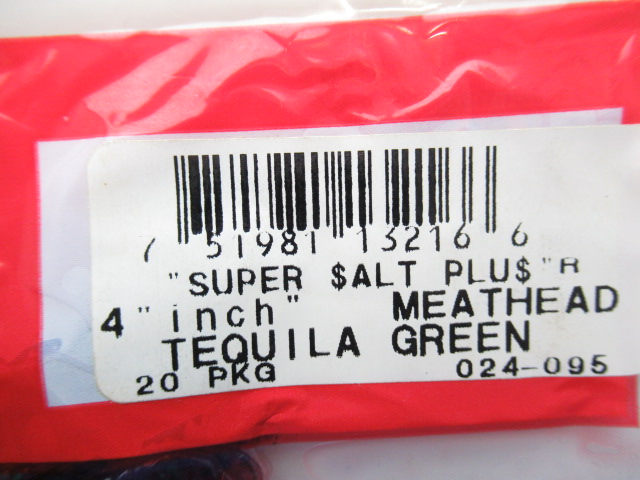 7 51981 13216 6
"SUPER $ALT PLU$"R
4"inch" MEATHEAD
TEQUILA GREEN
20 PKG 024-095